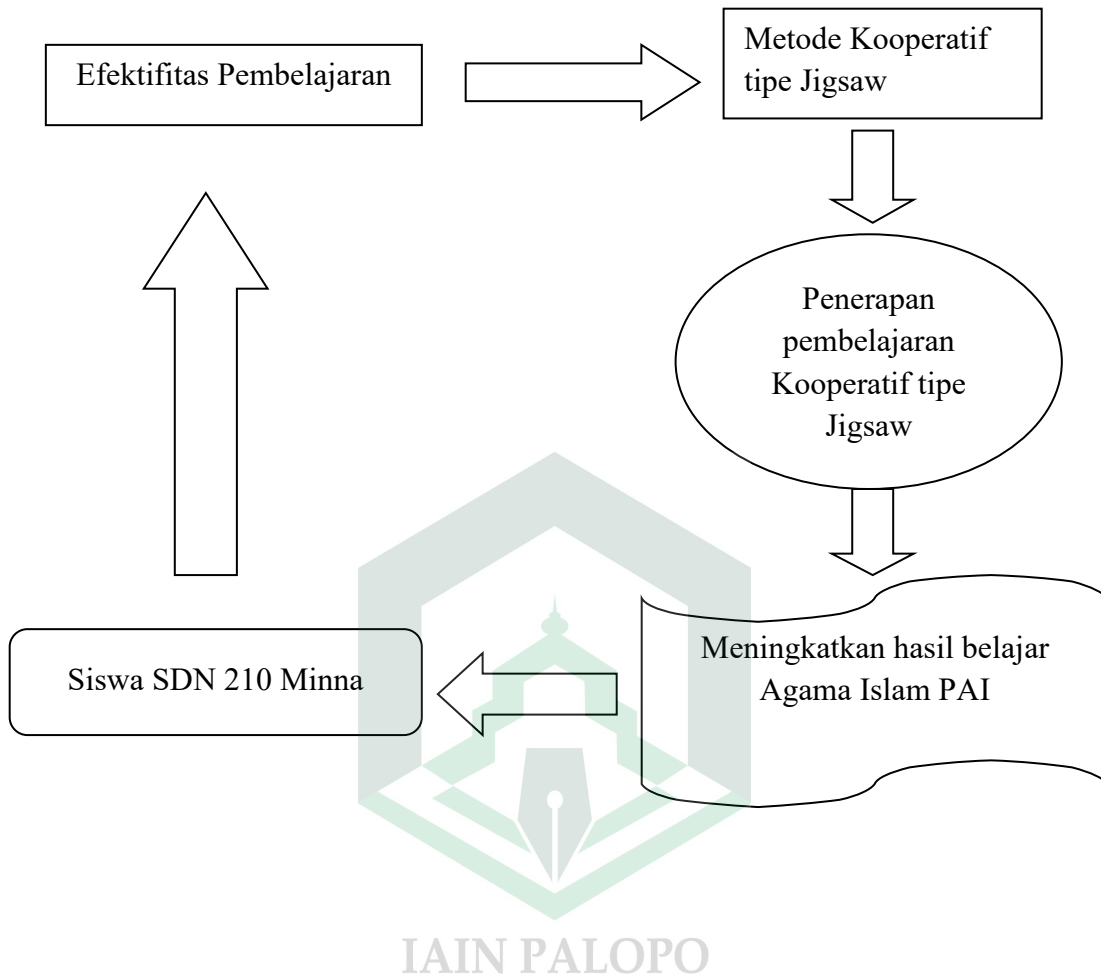 Efektifitas Pembelajaran
Metode Kooperatif
tipe Jigsaw
Penerapan
pembelajaran
Kooperatif tipe
Jigsaw
Meningkatkan hasil belajar
Agama Islam PAI
Siswa SDN 210 Minna
IAIN PALOPO